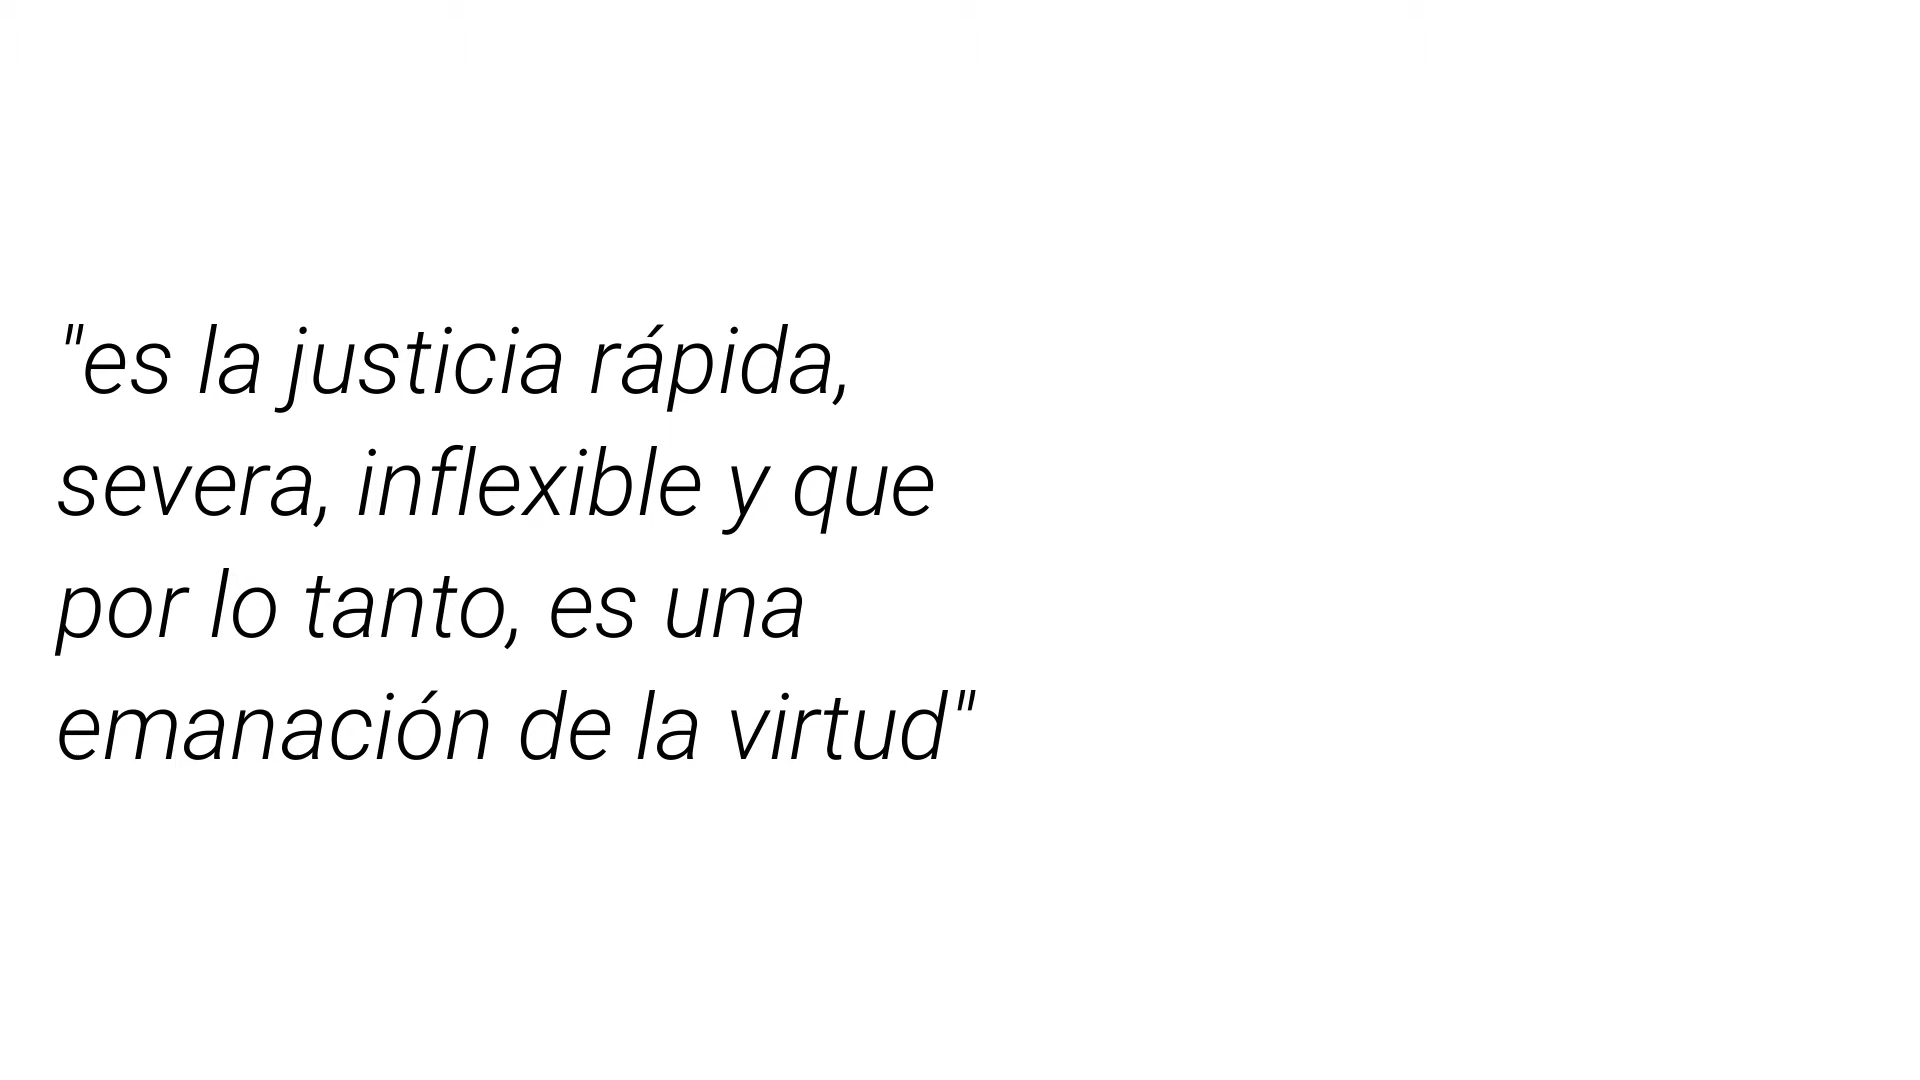 "es la justicia rápida,
severa, inflexible y que
por lo tanto, es una
emanación de la virtud"